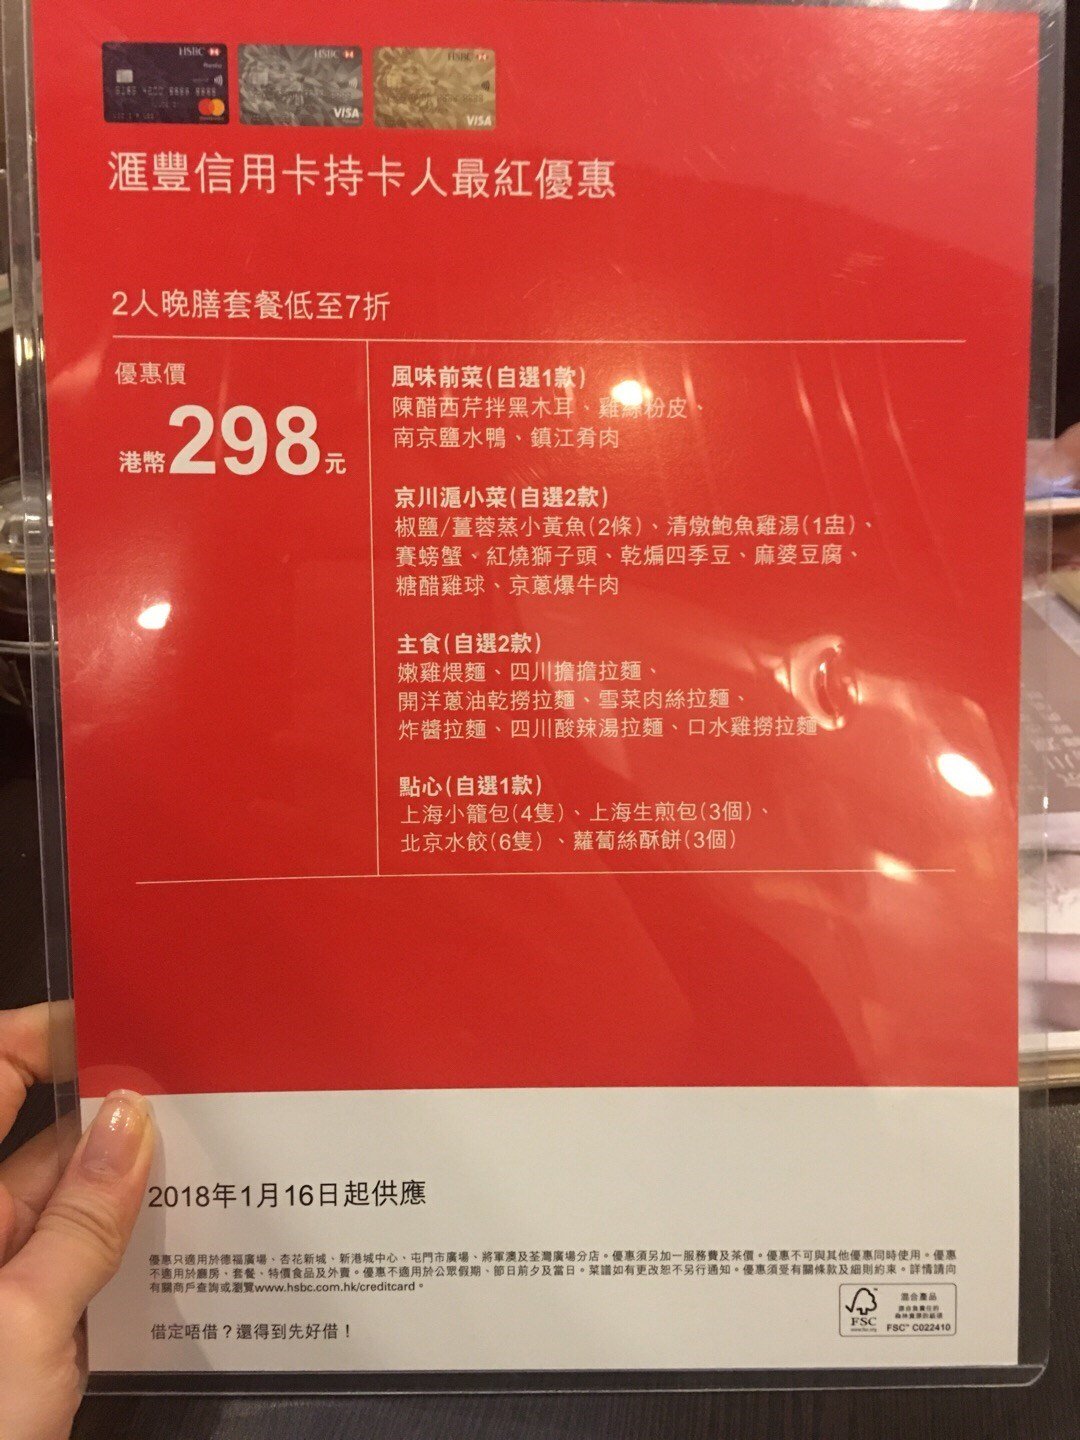 HSBC
HSBC
HSBC
VISA
VISA
滙豐信用卡持卡人最紅優惠
2人晚膳套餐低至7折
優惠價
港幣298元
風味前菜(自選1款)
陳醋西芹拌黑木耳、雞絲粉皮、
南京鹽水鴨、鎮江肴肉
京川滬小菜(自選2款)
椒鹽/薑蓉蒸小黃魚(2條)、清燉鮑魚雞湯(1盅)、
賽螃蟹、紅燒獅子頭、乾煸四季豆、麻婆豆腐、
糖醋雞球、京蔥爆牛肉
主食(自選2款)
嫩雞煨麵、四川擔擔拉麵、
開洋蔥油乾撈拉麵、雪菜肉絲拉麵、
炸醬拉麵、四川酸辣湯拉麵、口水雞撈拉麵
點心(自選1款)
上海小籠包(4隻)、上海生煎包(3個)、
北京水餃(6隻)、蘿蔔絲酥餅(3個)
2018年1月16日起供應
優惠只適用於德福廣場、杏花新城、新港城中心、屯門市廣場、將軍澳及荃灣廣場分店。優惠須另加一服務費及茶價。優惠不可與其他優惠同時使用。優惠
不適用於廳房、套餐、特價食品及外賣。優惠不適用於公眾假期、節日前夕及當日。菜譜如有更改恕不另行通知。優惠須受有關條款及細則約束。詳情請向
有關商戶查詢或瀏覽www.hsbc.com.hk/creditcard。
借定唔借？還得到先好借！
混合產品
FSC
FSC™ C022410